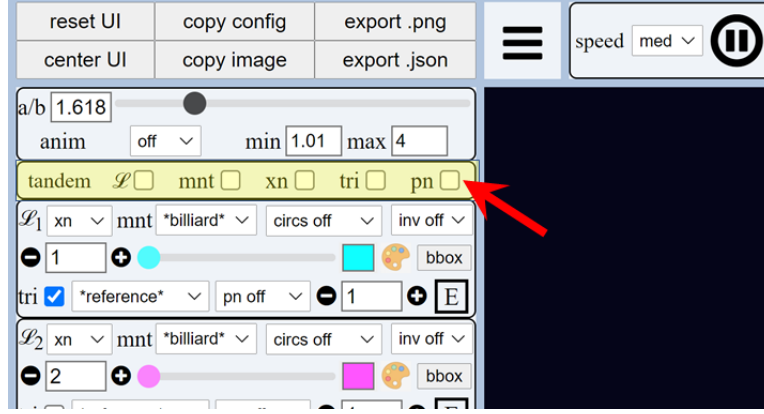 reset UI copy config export .png
center UI copy image export .json
speed med
a/b 1.618
anim off min 1.01 max 4
tandem ℒ mnt xn tri pn
ℒ1 xn mnt *billiard* circs off inv off
1 bbox
tri *reference* pn off 1 E
ℒ2 xn mnt *billiard* circs off inv off
2 bbox